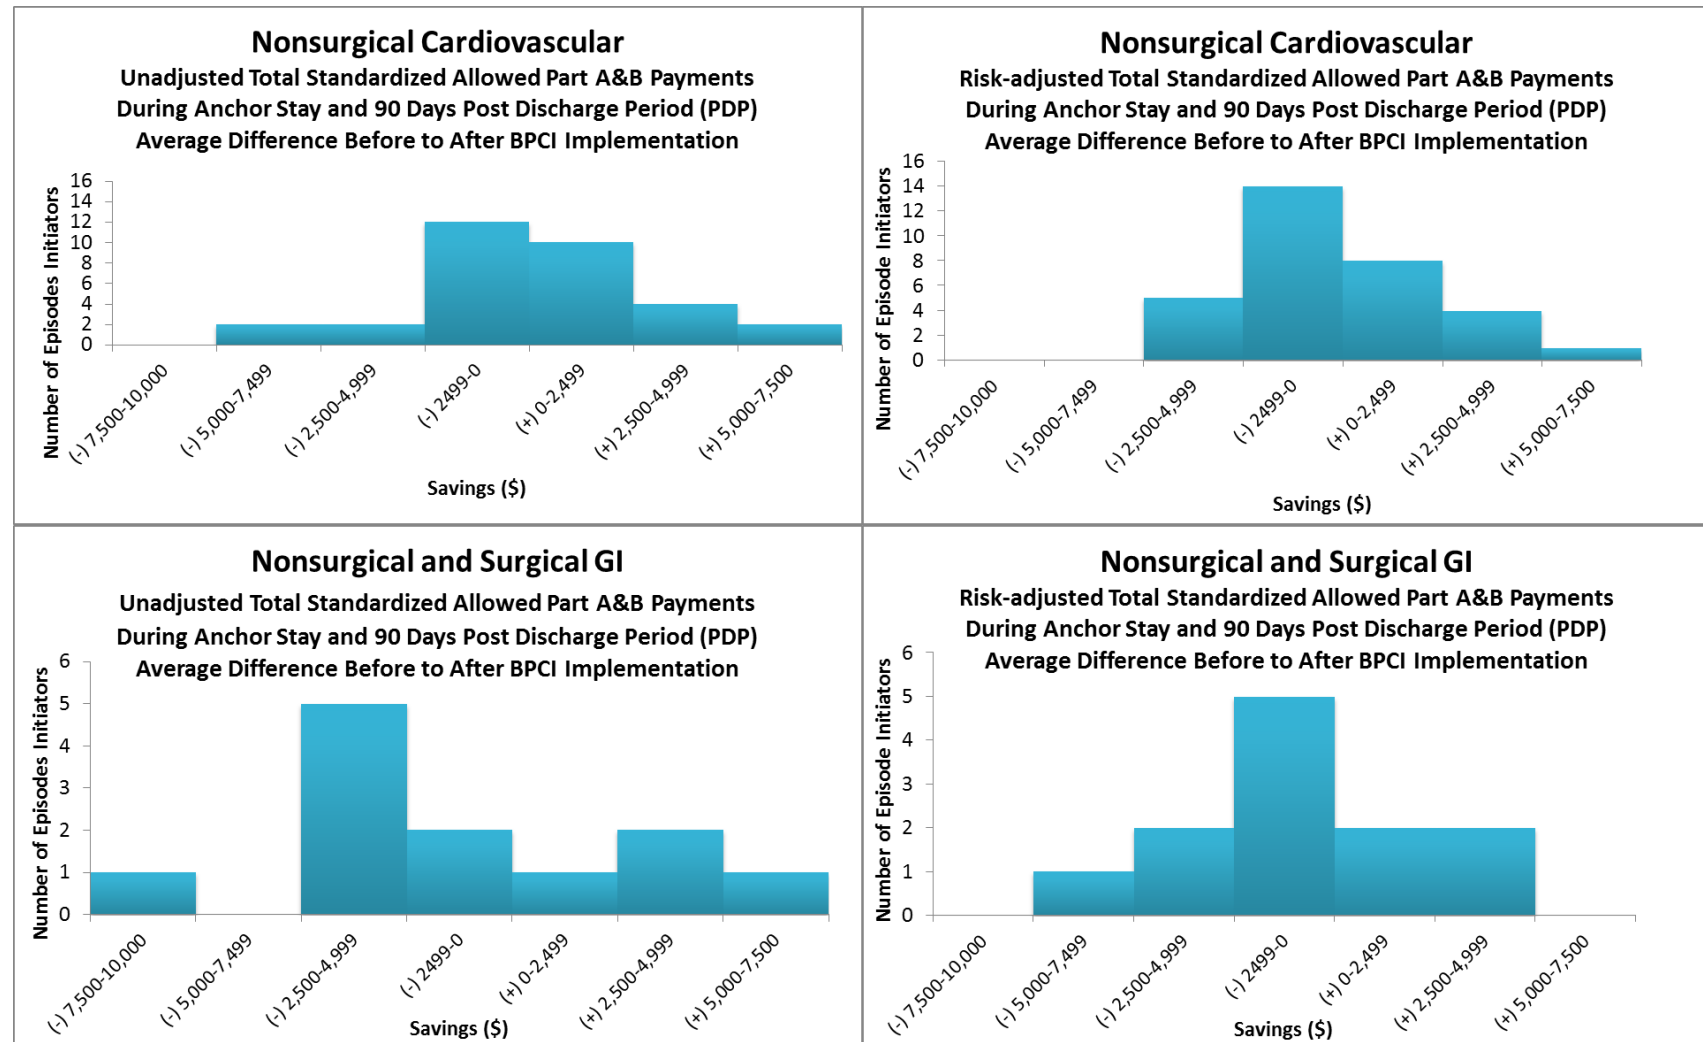 Nonsurgical Cardiovascular
Unadjusted Total Standardized Allowed Part A&B Payments
During Anchor Stay and 90 Days Post Discharge Period (PDP)
Average Difference Before to After BPCI Implementation
Number of Episodes Initiators
16
14
12
10
8
6
4
2
0
(-) 7,500-10,000
(-) 5,000-7,499
(-) 2,500-4,999
(-) 2499-0
(+) 0-2,499
(+) 2,500-4,999
(+) 5,000-7,500
Savings ($)
Nonsurgical Cardiovascular
Risk-adjusted Total Standardized Allowed Part A&B Payments
During Anchor Stay and 90 Days Post Discharge Period (PDP)
Average Difference Before to After BPCI Implementation
Number of Episode Initiators
16
14
12
10
8
6
4
2
0
(-) 7,500-10,000
(-) 5,000-7,499
(-) 2,500-4,999
(-) 2499-0
(+) 0-2,499
(+) 2,500-4,999
(+) 5,000-7,500
Savings ($)
Nonsurgical and Surgical GI
Unadjusted Total Standardized Allowed Part A&B Payments
During Anchor Stay and 90 Days Post Discharge Period (PDP)
Average Difference Before to After BPCI Implementation
Number of Episodes Initiators
6
5
4
3
2
1
0
(-) 7,500-10,000
(-) 5,000-7,499
(-) 2,500-4,999
(-) 2499-0
(+) 0-2,499
(+) 2,500-4,999
(+) 5,000-7,500
Savings ($)
Nonsurgical and Surgical GI
Risk-adjusted Total Standardized Allowed Part A&B Payments
During Anchor Stay and 90 Days Post Discharge Period (PDP)
Average Difference Before to After BPCI Implementation
Number of Episode Initiators
6
5
4
3
2
1
0
(-) 7,500-10,000
(-) 5,000-7,499
(-) 2,500-4,999
(-) 2499-0
(+) 0-2,499
(+) 2,500-4,999
(+) 5,000-7,500
Savings ($)